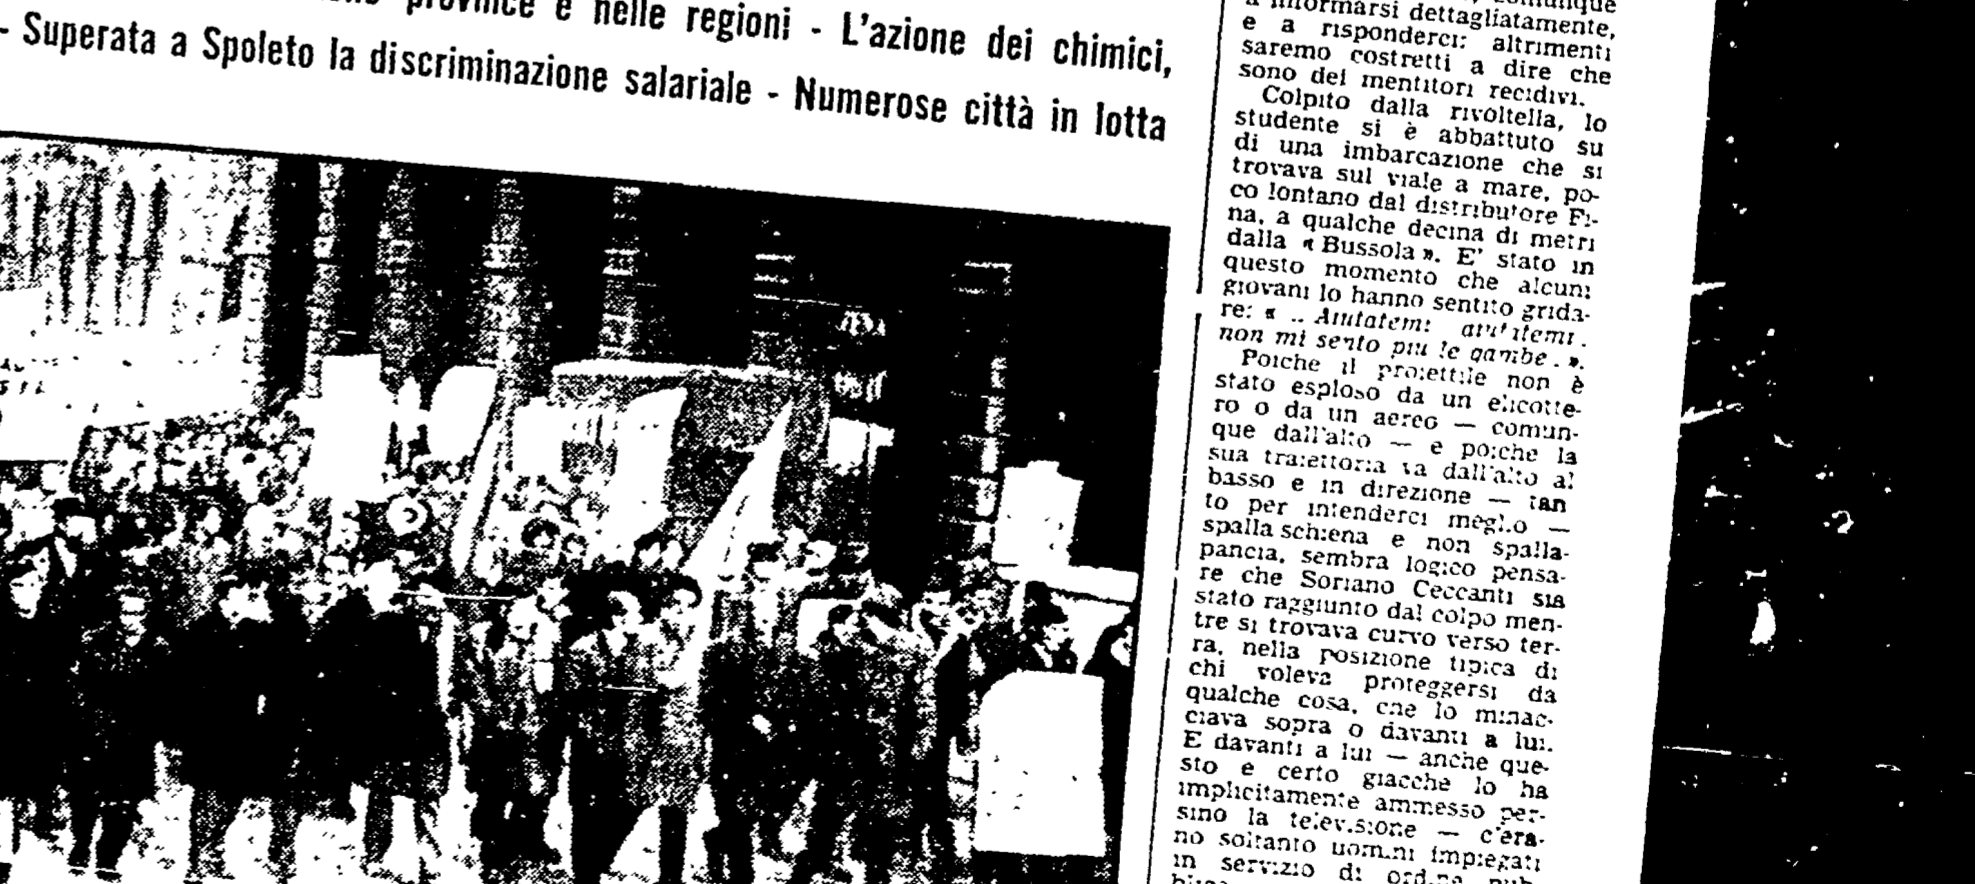 province e nelle regioni - L'azione dei chimici,
- Superata a Spoleto la discriminazione salariale - Numerose città in lotta
a informarsi dettagliatamente,
e a risponderci: altrimenti
saremo costretti a dire che
sono dei mentitori recidivi.
Colpito dalla rivoltella, lo
studente si è abbattuto su
di una imbarcazione che si
trovava sul viale a mare, po-
co lontano dal distributore Fi-
na, a qualche decina di metri
dalla « Bussola ». E' stato in
questo momento che alcuni
giovani lo hanno sentito grida-
re: « .. Aiutatemi aiutatemi.
non mi sento piu le gambe . ».
Poiche il proiettile non è
stato esploso da un elicotte-
ro o da un aereo — comun-
que dall'alto — e poiche la
sua traiettoria va dall'alto al
basso e in direzione — tan
to per intenderci meglio —
spalla schiena e non spalla-
pancia, sembra logico pensa-
re che Soriano Ceccanti sia
stato raggiunto dal colpo men-
tre si trovava curvo verso ter-
ra, nella posizione tipica di
chi voleva proteggersi da
qualche cosa, che lo minac-
ciava sopra o davanti a lui.
E davanti a lui — anche que-
sto e certo giacche lo ha
implicitamente ammesso per-
sino la televisione — c'era-
no soltanto uomini impiegati
in servizio di ordine pub-